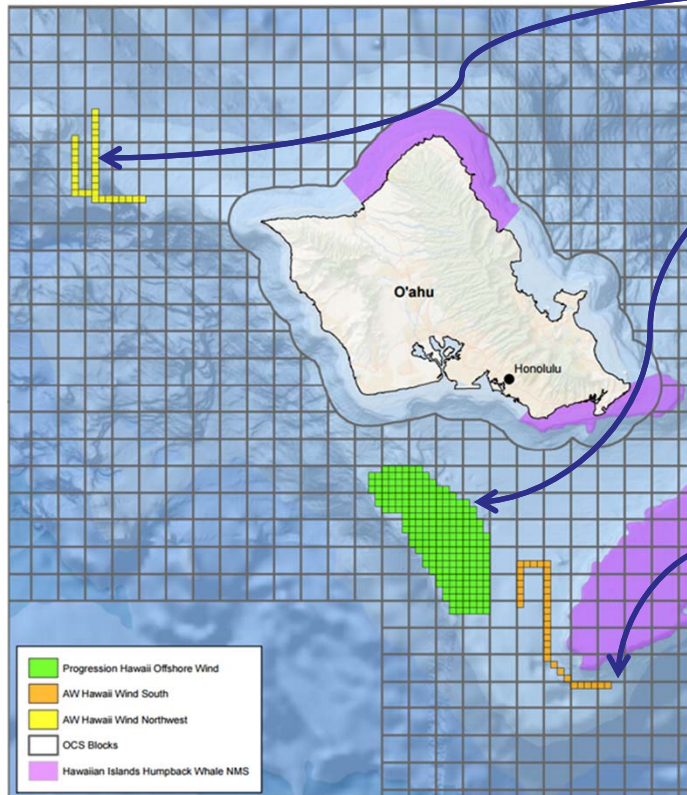 O'ahu
Honolulu
Progression Hawaii Offshore Wind
AW Hawaii Wind South
AW Hawaii Wind Northwest
OCS Blocks
Hawaiian Islands Humpback Whale NMS